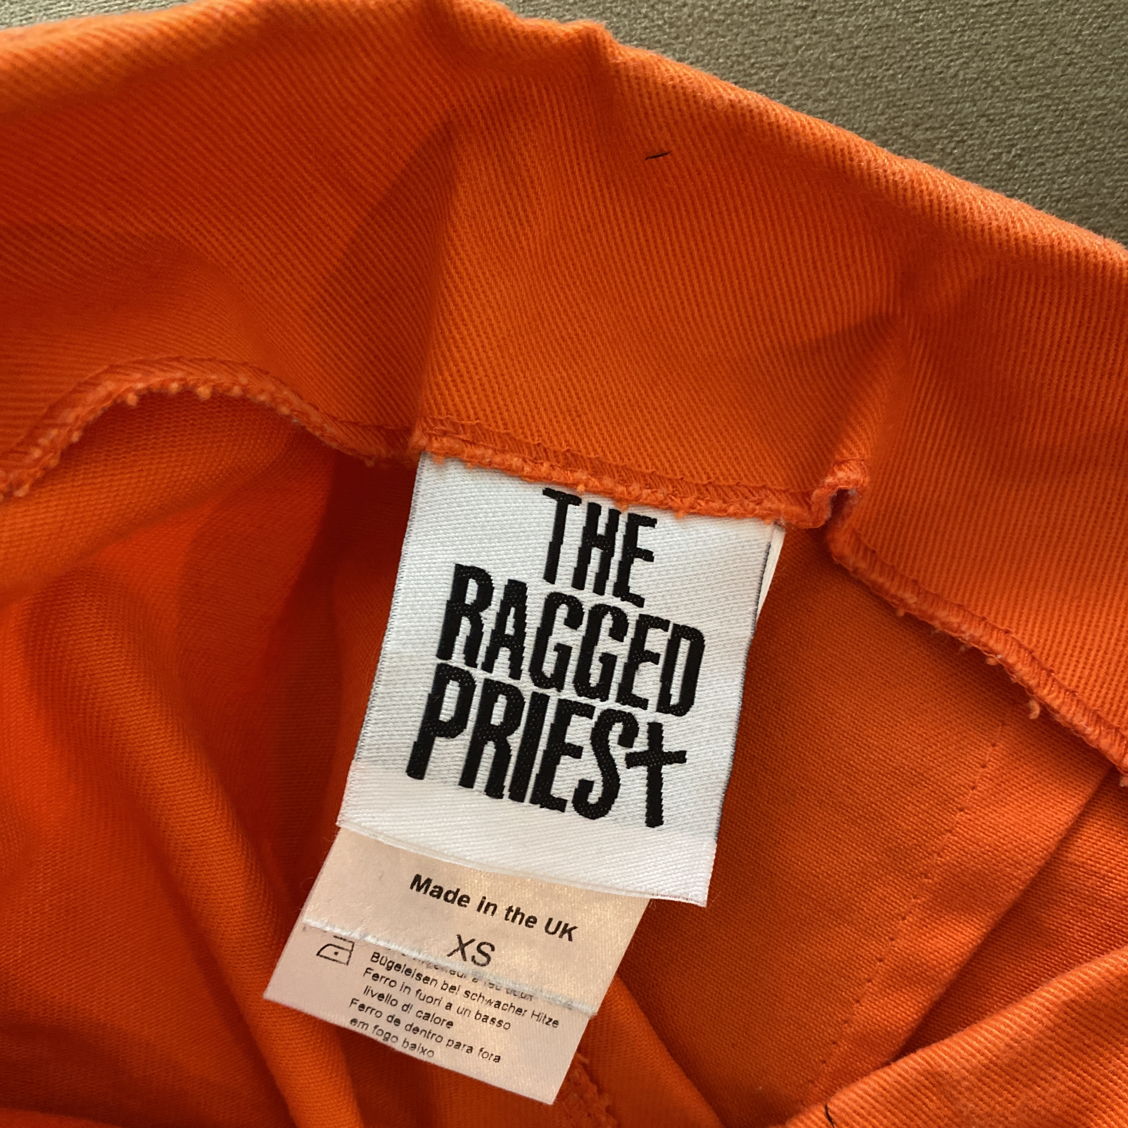 THE
RAGGED
PRIEST
Made in the UK
XS
Bügeleisen bei schwacher Hitze
Ferro in fuori a un basso
livello di calore
Ferro de dentro para fora
em fogo baixo